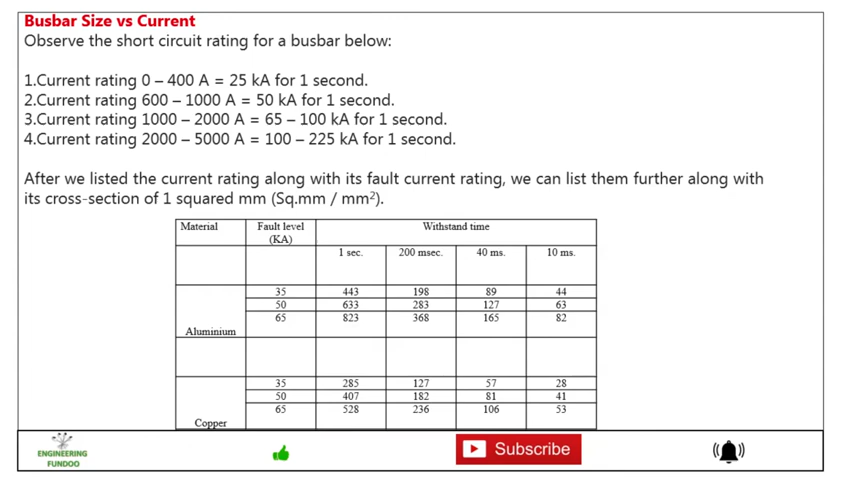 Busbar Size vs Current
Observe the short circuit rating for a busbar below:
1.Current rating 0 – 400 A = 25 kA for 1 second.
2.Current rating 600 – 1000 A = 50 kA for 1 second.
3.Current rating 1000 – 2000 A = 65 – 100 kA for 1 second.
4.Current rating 2000 – 5000 A = 100 – 225 kA for 1 second.
After we listed the current rating along with its fault current rating, we can list them further along with
its cross-section of 1 squared mm (Sq.mm / mm²).
Material Fault level Withstand time
(KA)
1 sec. 200 msec. 40 ms. 10 ms.
35 443 198 89 44
50 633 283 127 63
65 823 368 165 82
Aluminium
35 285 127 57 28
50 407 182 81 41
65 528 236 106 53
Copper
ENGINEERING
FUNDOO
Subscribe